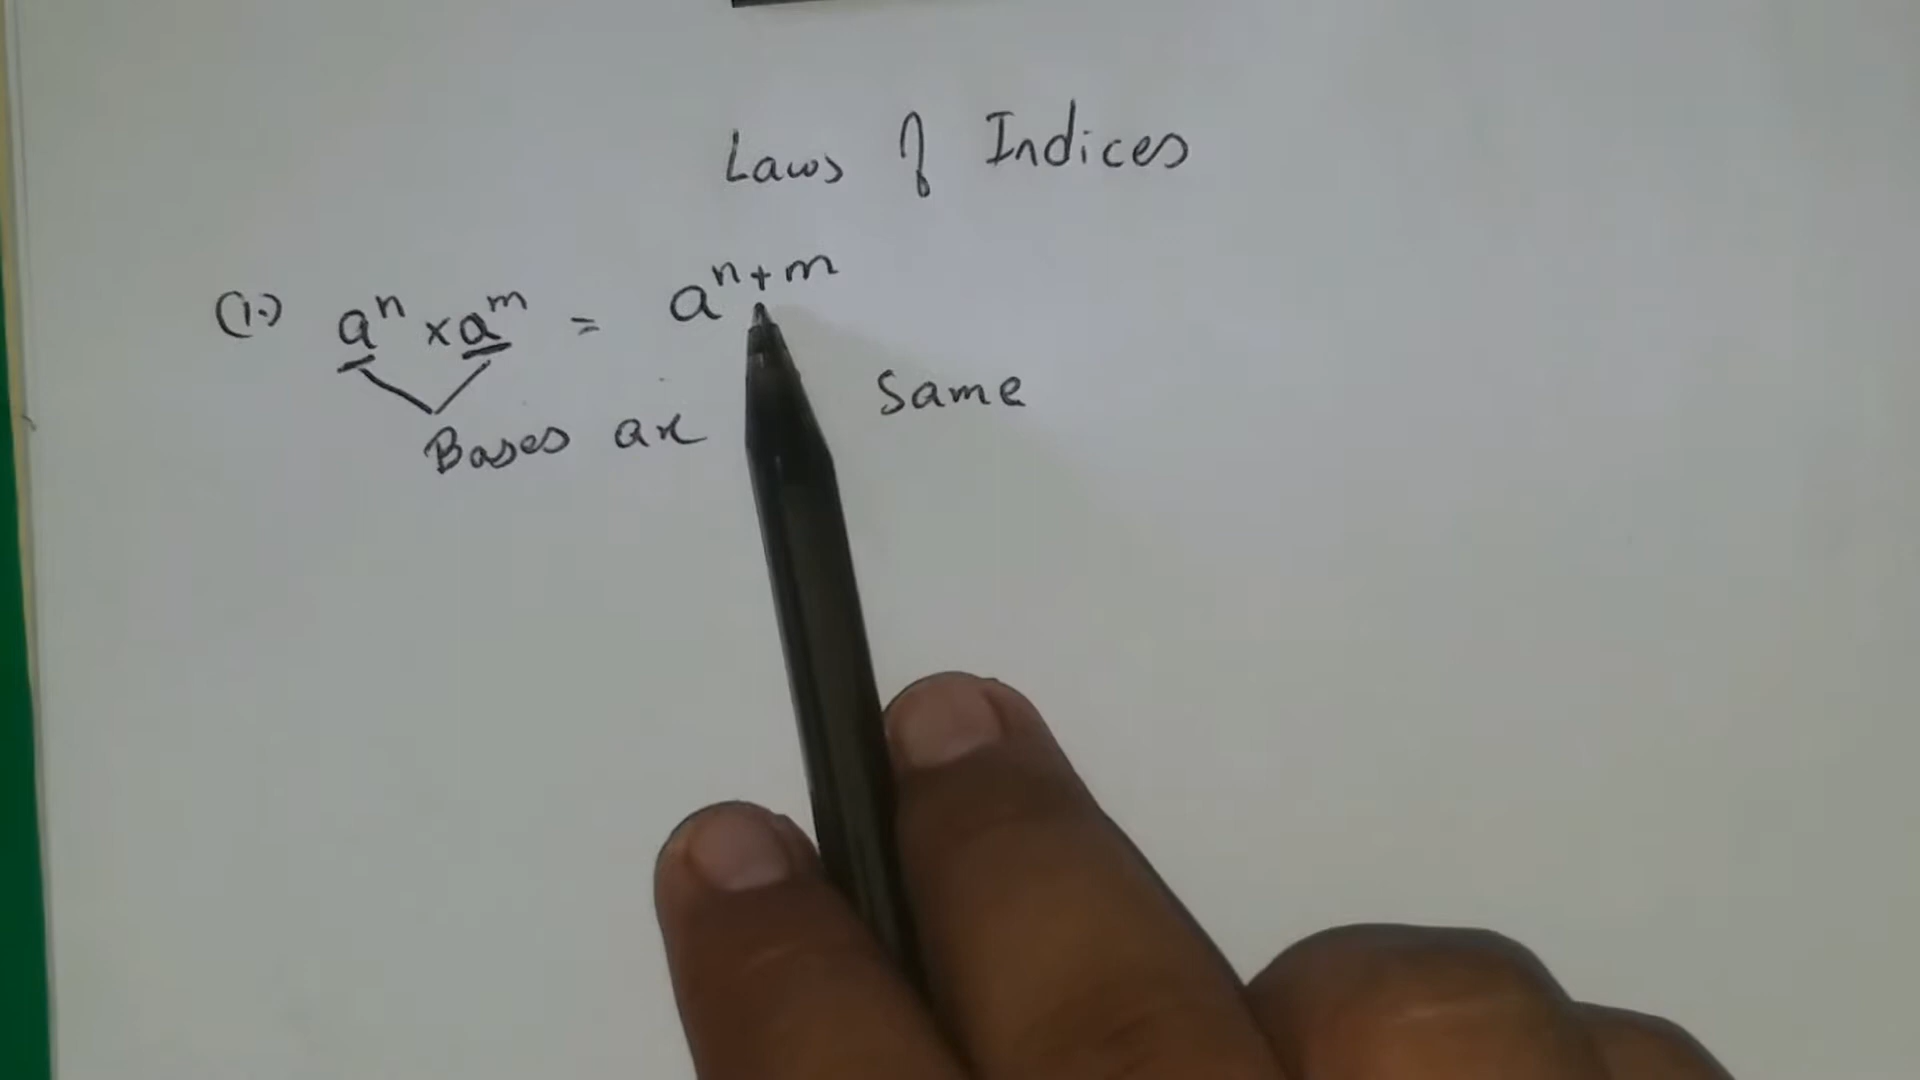 Laws of Indices
(1.) aⁿ × aᵐ = aⁿ⁺ᵐ
Bases are same